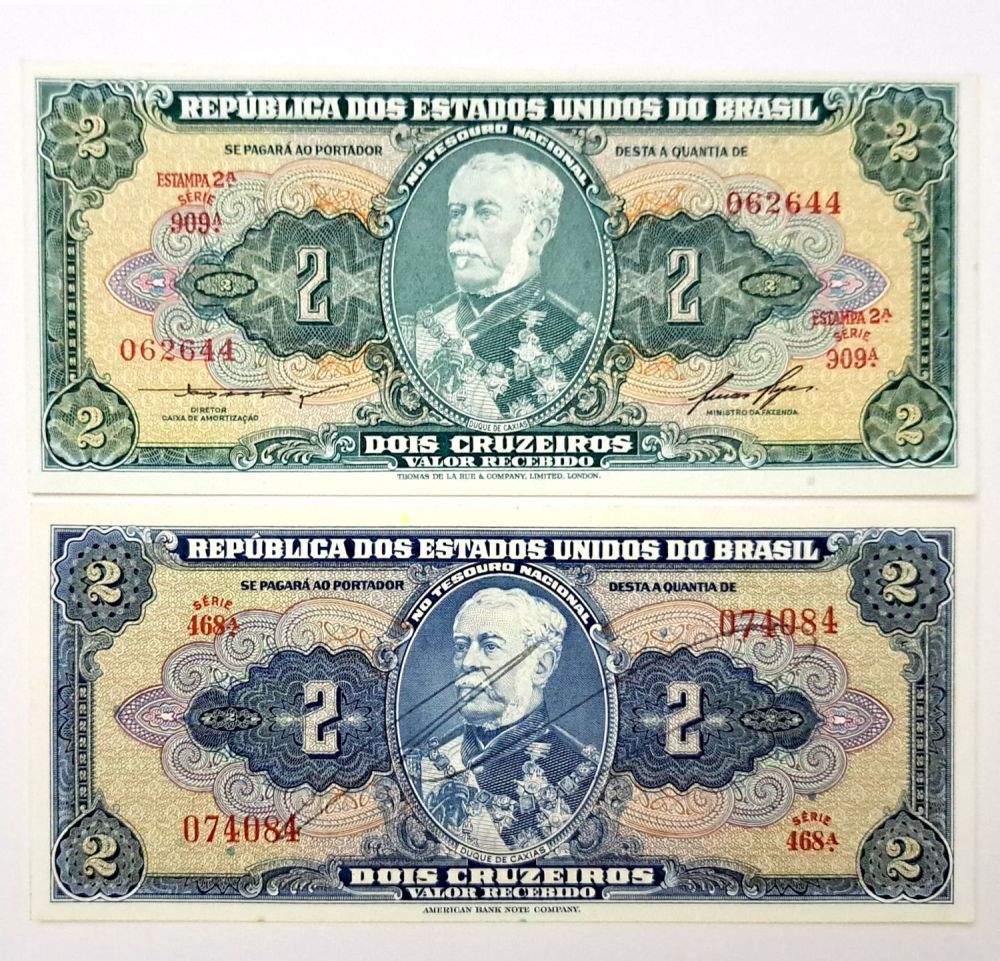 REPÚBLICA DOS ESTADOS UNIDOS DO BRASIL
2 2
SE PAGARÁ AO PORTADOR NO TESOURO NACIONAL DESTA A QUANTIA DE
ESTAMPA 2ª
SÉRIE
909ª
062644
2 2 2 2
062644
ESTAMPA 2ª
SÉRIE
909ª
DIRETOR
CAIXA DE AMORTIZAÇÃO
MINISTRO DA FAZENDA
DUQUE DE CAXIAS
2 2
DOIS CRUZEIROS
VALOR RECEBIDO
THOMAS DE LA RUE & COMPANY, LIMITED, LONDON.
REPÚBLICA DOS ESTADOS UNIDOS DO BRASIL
2 2
SE PAGARÁ AO PORTADOR NO TESOURO NACIONAL DESTA A QUANTIA DE
SÉRIE
468ª
074084
2 2 2 2
074084
SÉRIE
468ª
DUQUE DE CAXIAS
2 2
DOIS CRUZEIROS
VALOR RECEBIDO
AMERICAN BANK NOTE COMPANY.